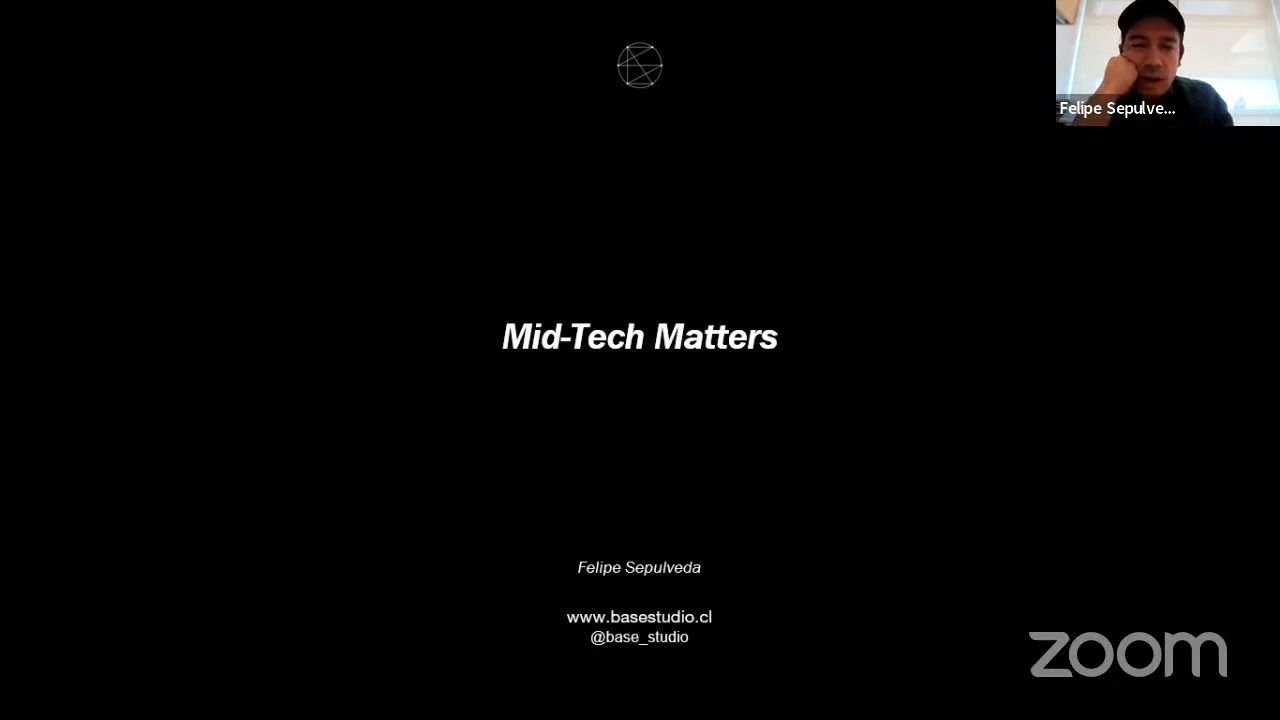 Felipe Sepulve...
Mid-Tech Matters
Felipe Sepulveda
www.basestudio.cl
@base_studio
zoom